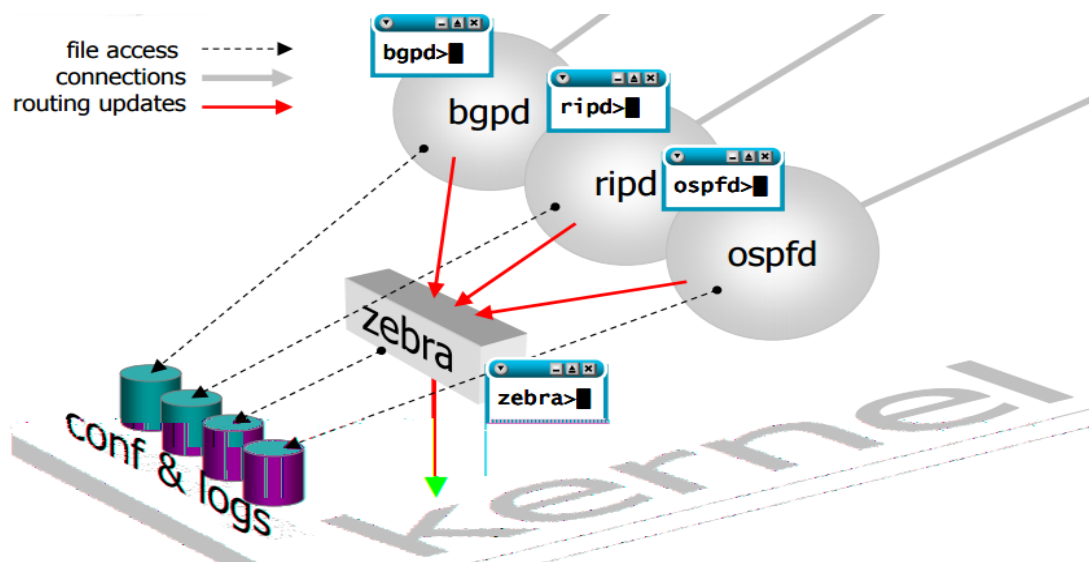 file access
connections
routing updates
bgpd>
bgpd
ripd>
ripd
ospfd>
ospfd
zebra
zebra>
conf & logs
kernel